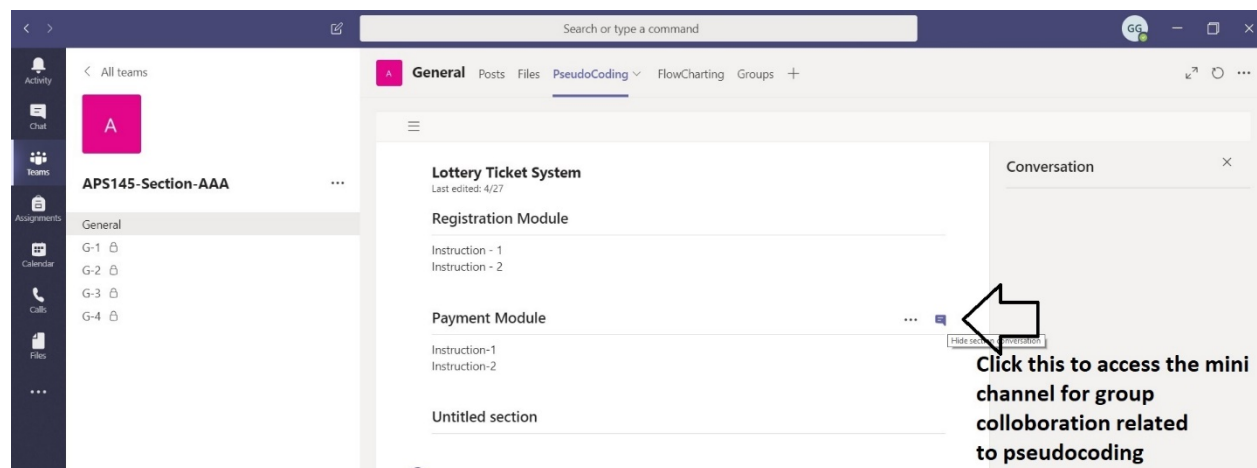 Search or type a command
GG
Activity
Chat
Teams
Assignments
Calendar
Calls
Files
All teams
A
APS145-Section-AAA
General
G-1
G-2
G-3
G-4
A General Posts Files PseudoCoding FlowCharting Groups
Lottery Ticket System
Last edited: 4/27
Registration Module
Instruction - 1
Instruction - 2
Payment Module
Instruction-1
Instruction-2
Untitled section
Conversation
Hide section conversation
Click this to access the mini
channel for group
colloboration related
to pseudocoding